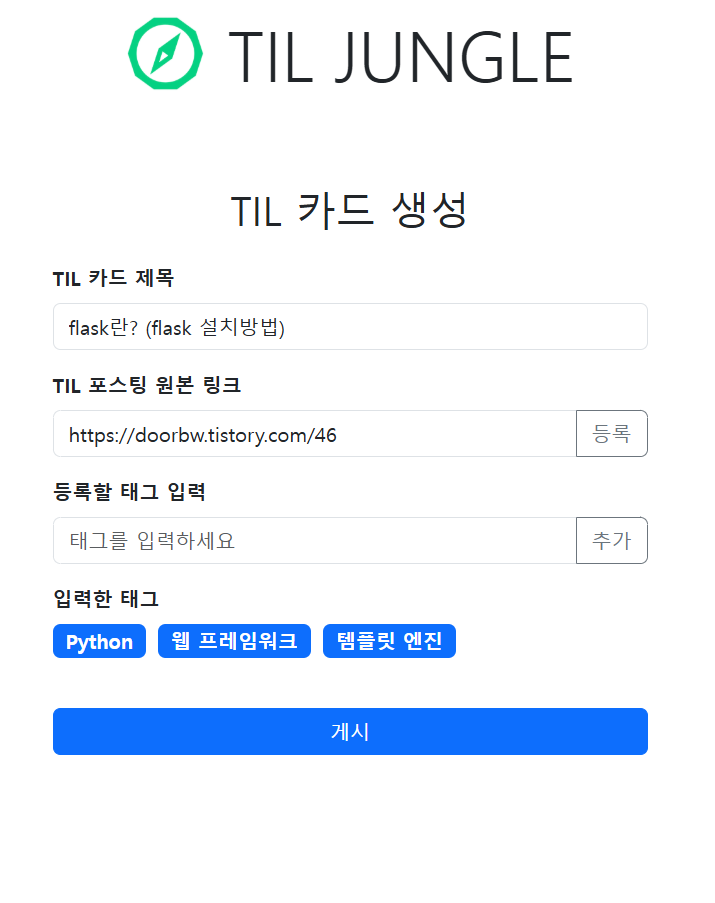 TIL JUNGLE
TIL 카드 생성
TIL 카드 제목
flask란? (flask 설치방법)
TIL 포스팅 원본 링크
https://doorbw.tistory.com/46 등록
등록할 태그 입력
태그를 입력하세요 추가
입력한 태그
Python 웹 프레임워크 템플릿 엔진
게시